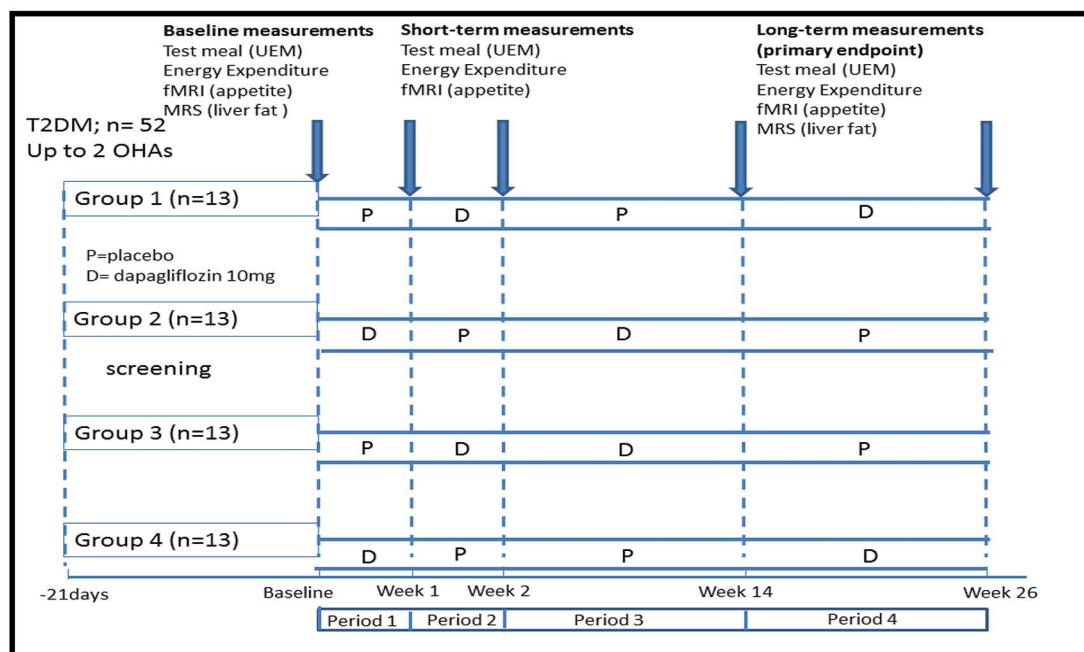 Baseline measurements
Test meal (UEM)
Energy Expenditure
fMRI (appetite)
MRS (liver fat )
Short-term measurements
Test meal (UEM)
Energy Expenditure
fMRI (appetite)
Long-term measurements
(primary endpoint)
Test meal (UEM)
Energy Expenditure
fMRI (appetite)
MRS (liver fat)
T2DM; n= 52
Up to 2 OHAs
Group 1 (n=13)
P D P D
P=placebo
D= dapagliflozin 10mg
Group 2 (n=13)
D P D P
screening
Group 3 (n=13)
P D D P
Group 4 (n=13)
D P P D
-21days Baseline Week 1 Week 2 Week 14 Week 26
Period 1 Period 2 Period 3 Period 4